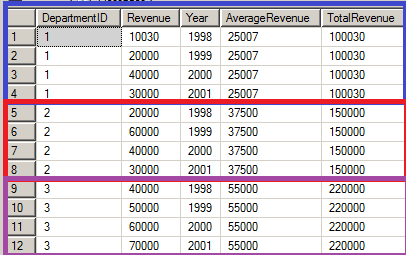 DepartmentID Revenue Year AverageRevenue TotalRevenue
1 1 10030 1998 25007 100030
2 1 20000 1999 25007 100030
3 1 40000 2000 25007 100030
4 1 30000 2001 25007 100030
5 2 20000 1998 37500 150000
6 2 60000 1999 37500 150000
7 2 40000 2000 37500 150000
8 2 30000 2001 37500 150000
9 3 40000 1998 55000 220000
10 3 50000 1999 55000 220000
11 3 60000 2000 55000 220000
12 3 70000 2001 55000 220000